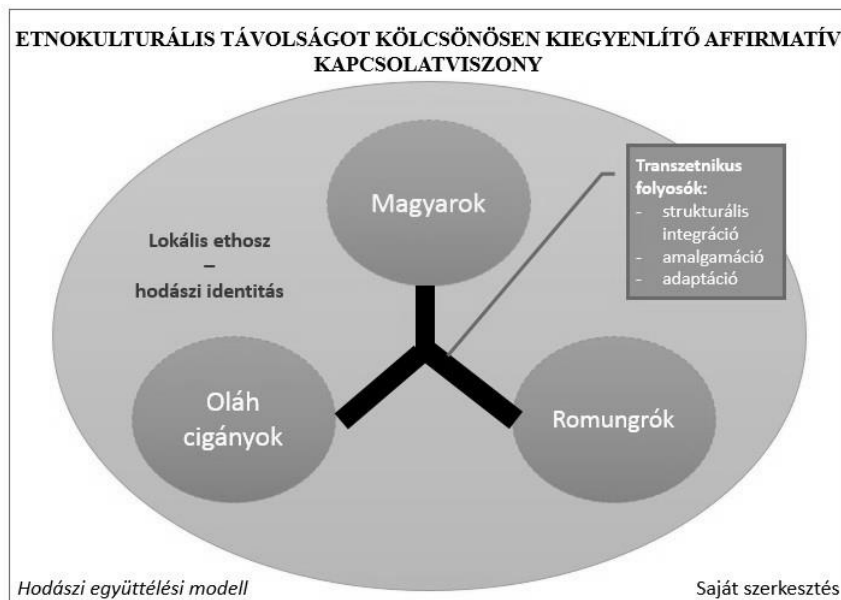 ETNOKULTURÁLIS TÁVOLSÁGOT KÖLCSÖNÖSEN KIEGYENLÍTŐ AFFIRMATÍV
KAPCSOLATVISZONY
Magyarok
Transzetnikus
folyosók:
- strukturális
integráció
- amalgamáció
- adaptáció
Lokális ethosz
–
hodászi identitás
Oláh
cigányok
Romungrók
Hodászi együttélési modell
Saját szerkesztés